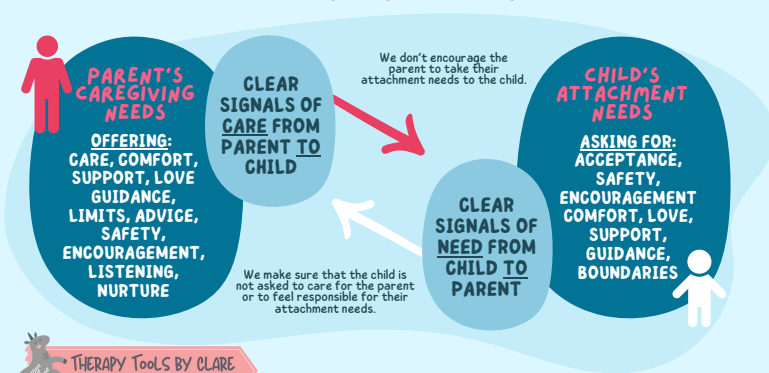 PARENT'S
CAREGIVING
NEEDS
OFFERING:
CARE, COMFORT,
SUPPORT, LOVE
GUIDANCE,
LIMITS, ADVICE,
SAFETY,
ENCOURAGEMENT,
LISTENING,
NURTURE
CLEAR
SIGNALS OF
CARE FROM
PARENT TO
CHILD
We don't encourage the
parent to take their
attachment needs to the child.
We make sure that the child is
not asked to care for the parent
or to feel responsible for their
attachment needs.
CLEAR
SIGNALS OF
NEED FROM
CHILD TO
PARENT
CHILD'S
ATTACHMENT
NEEDS
ASKING FOR:
ACCEPTANCE,
SAFETY,
ENCOURAGEMENT
COMFORT, LOVE,
SUPPORT,
GUIDANCE,
BOUNDARIES
THERAPY TOOLS BY CLARE